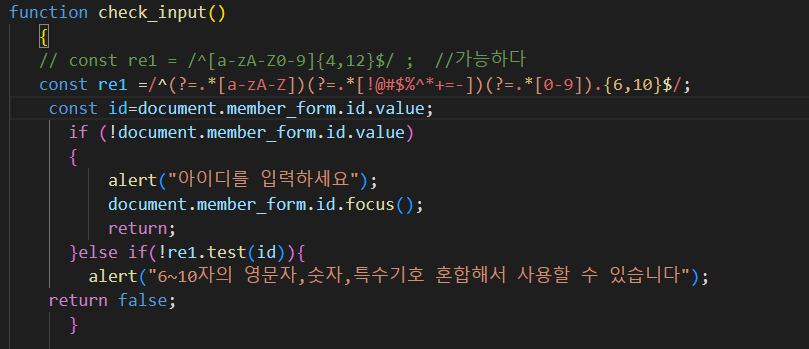 function check_input()
{
// const re1 = /^[a-zA-Z0-9]{4,12}$/ ;  //가능하다
const re1 =/^(?=.*[a-zA-Z])(?=.*[!@#$%^*+=-])(?=.*[0-9]).{6,10}$/;
const id=document.member_form.id.value;
if (!document.member_form.id.value)
{
alert("아이디를 입력하세요");
document.member_form.id.focus();
return;
}else if(!re1.test(id)){
alert("6~10자의 영문자,숫자,특수기호 혼합해서 사용할 수 있습니다");
return false;
}